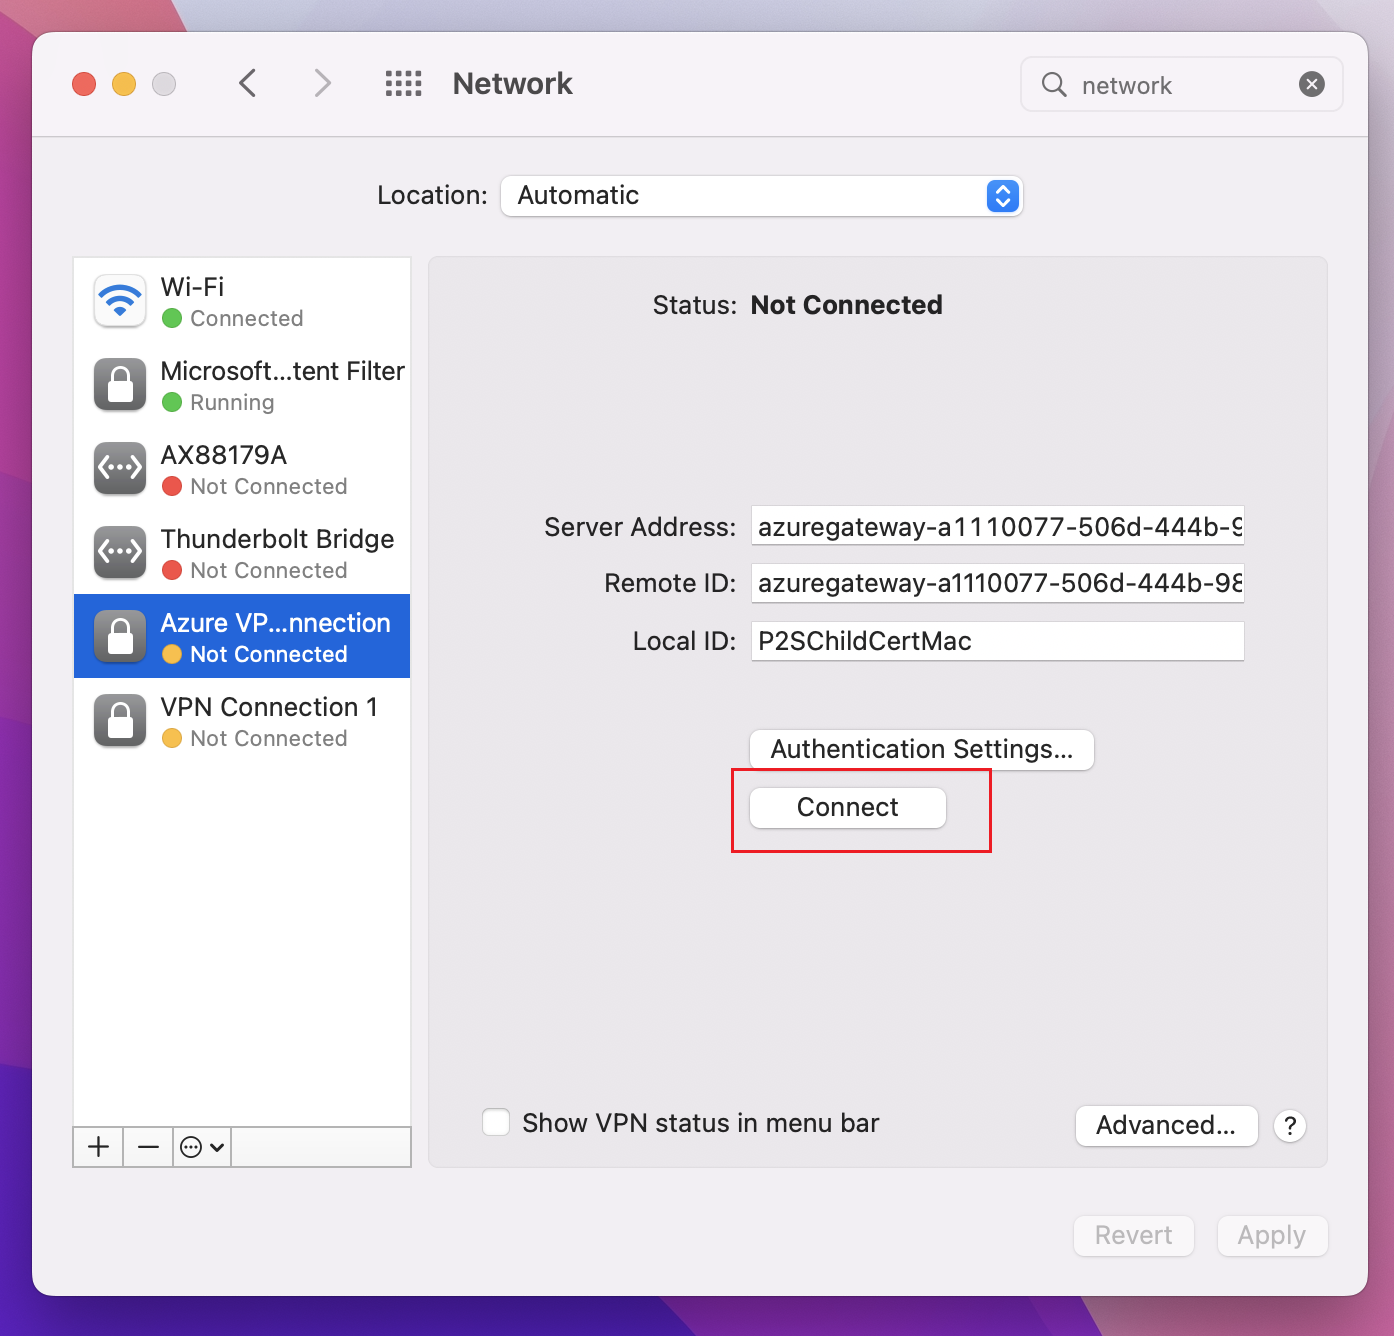 Network
network
Location: Automatic
Wi-Fi
Connected
Microsoft...tent Filter
Running
AX88179A
Not Connected
Thunderbolt Bridge
Not Connected
Azure VP...nnection
Not Connected
VPN Connection 1
Not Connected
Status: Not Connected
Server Address: azuregateway-a1110077-506d-444b-9
Remote ID: azuregateway-a1110077-506d-444b-98
Local ID: P2SChildCertMac
Authentication Settings...
Connect
Show VPN status in menu bar
Advanced...
?
Revert
Apply